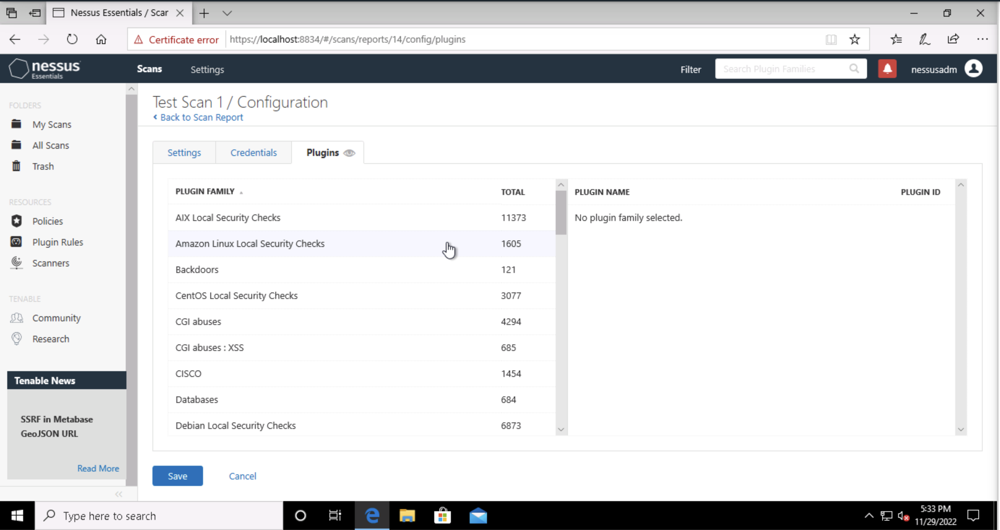 Nessus Essentials / Scar
Certificate error
https://localhost:8834/#/scans/reports/14/config/plugins
nessus
Essentials
Scans
Settings
Filter
Search Plugin Families
nessusadm
FOLDERS
My Scans
All Scans
Trash
RESOURCES
Policies
Plugin Rules
Scanners
TENABLE
Community
Research
Tenable News
SSRF in Metabase
GeoJSON URL
Read More
Test Scan 1 / Configuration
Back to Scan Report
Settings
Credentials
Plugins
PLUGIN FAMILY TOTAL
AIX Local Security Checks 11373
Amazon Linux Local Security Checks 1605
Backdoors 121
CentOS Local Security Checks 3077
CGI abuses 4294
CGI abuses : XSS 685
CISCO 1454
Databases 684
Debian Local Security Checks 6873
PLUGIN NAME PLUGIN ID
No plugin family selected.
Save
Cancel
Type here to search
5:33 PM
11/29/2022